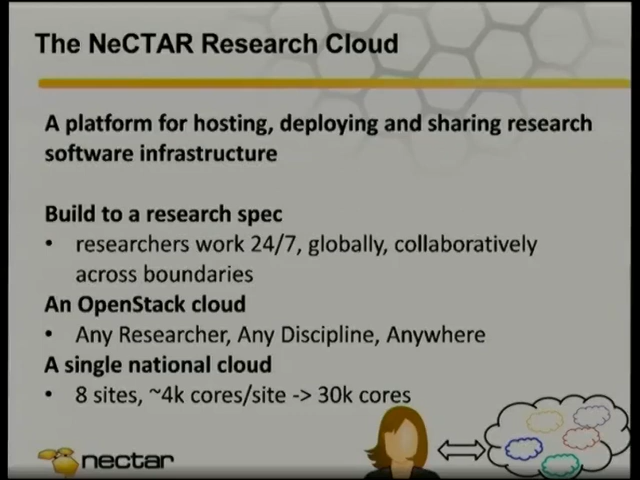 The NeCTAR Research Cloud
A platform for hosting, deploying and sharing research
software infrastructure
Build to a research spec
• researchers work 24/7, globally, collaboratively
across boundaries
An OpenStack cloud
• Any Researcher, Any Discipline, Anywhere
A single national cloud
• 8 sites, ~4k cores/site -> 30k cores
nectar